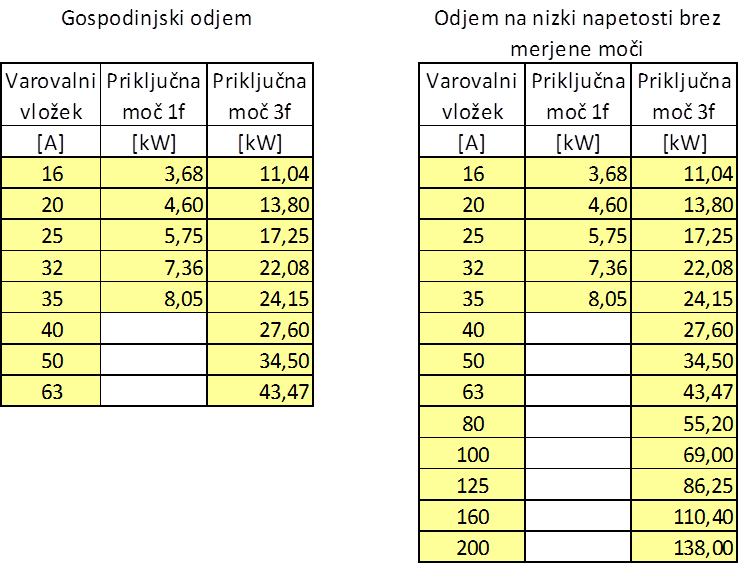 Gospodinjski odjem
Varovalni Priključna Priključna
vložek moč 1f moč 3f
[A] [kW] [kW]
16 3,68 11,04
20 4,60 13,80
25 5,75 17,25
32 7,36 22,08
35 8,05 24,15
40 27,60
50 34,50
63 43,47
Odjem na nizki napetosti brez
merjene moči
Varovalni Priključna Priključna
vložek moč 1f moč 3f
[A] [kW] [kW]
16 3,68 11,04
20 4,60 13,80
25 5,75 17,25
32 7,36 22,08
35 8,05 24,15
40 27,60
50 34,50
63 43,47
80 55,20
100 69,00
125 86,25
160 110,40
200 138,00